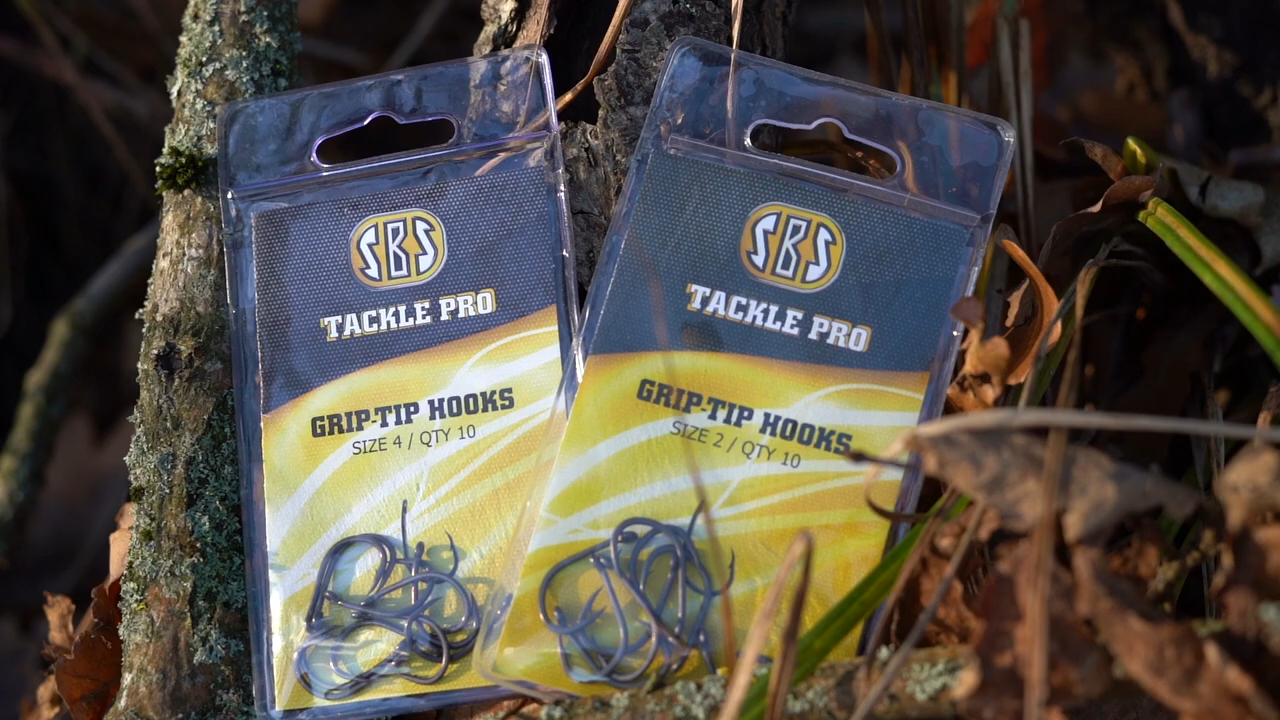 SBS
TACKLE PRO
GRIP-TIP HOOKS
SIZE 4 / QTY 10
SBS
TACKLE PRO
GRIP-TIP HOOKS
SIZE 2 / QTY 10